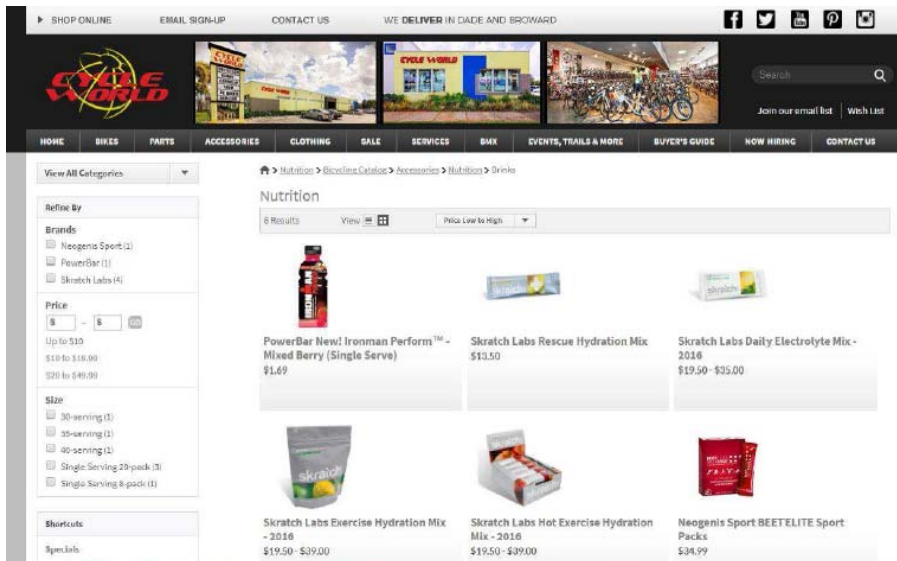 SHOP ONLINE EMAIL SIGN-UP CONTACT US WE DELIVER IN DADE AND BROWARD
CYCLE
WORLD
CYCLE WORLD
Search
Join our email list | Wish List
HOME BIKES PARTS ACCESSORIES CLOTHING SALE SERVICES BMX EVENTS, TRAILS & MORE BUYER'S GUIDE NOW HIRING CONTACT US
View All Categories
> Nutrition > Bicycling Catalog > Accessories > Nutrition > Drinks
Nutrition
6 Results View Price Low to High
Refine By
Brands
Neogenis Sport (1)
PowerBar (1)
Skratch Labs (4)
Price
$ - $ GO
Up to $10
$10 to $19.99
$20 to $49.99
Size
30-serving (1)
35-serving (1)
40-serving (1)
Single Serving 20-pack (3)
Single Serving 8-pack (1)
Shortcuts
Specials
PowerBar New! Ironman Perform™ -
Mixed Berry (Single Serve)
$1.69
Skratch Labs Rescue Hydration Mix
$13.50
Skratch Labs Daily Electrolyte Mix -
2016
$19.50 - $35.00
skratch
Skratch Labs Exercise Hydration Mix
- 2016
$19.50 - $39.00
Skratch Labs Hot Exercise Hydration
Mix - 2016
$19.50 - $39.00
Neogenis Sport BEET ELITE Sport
Packs
$34.99